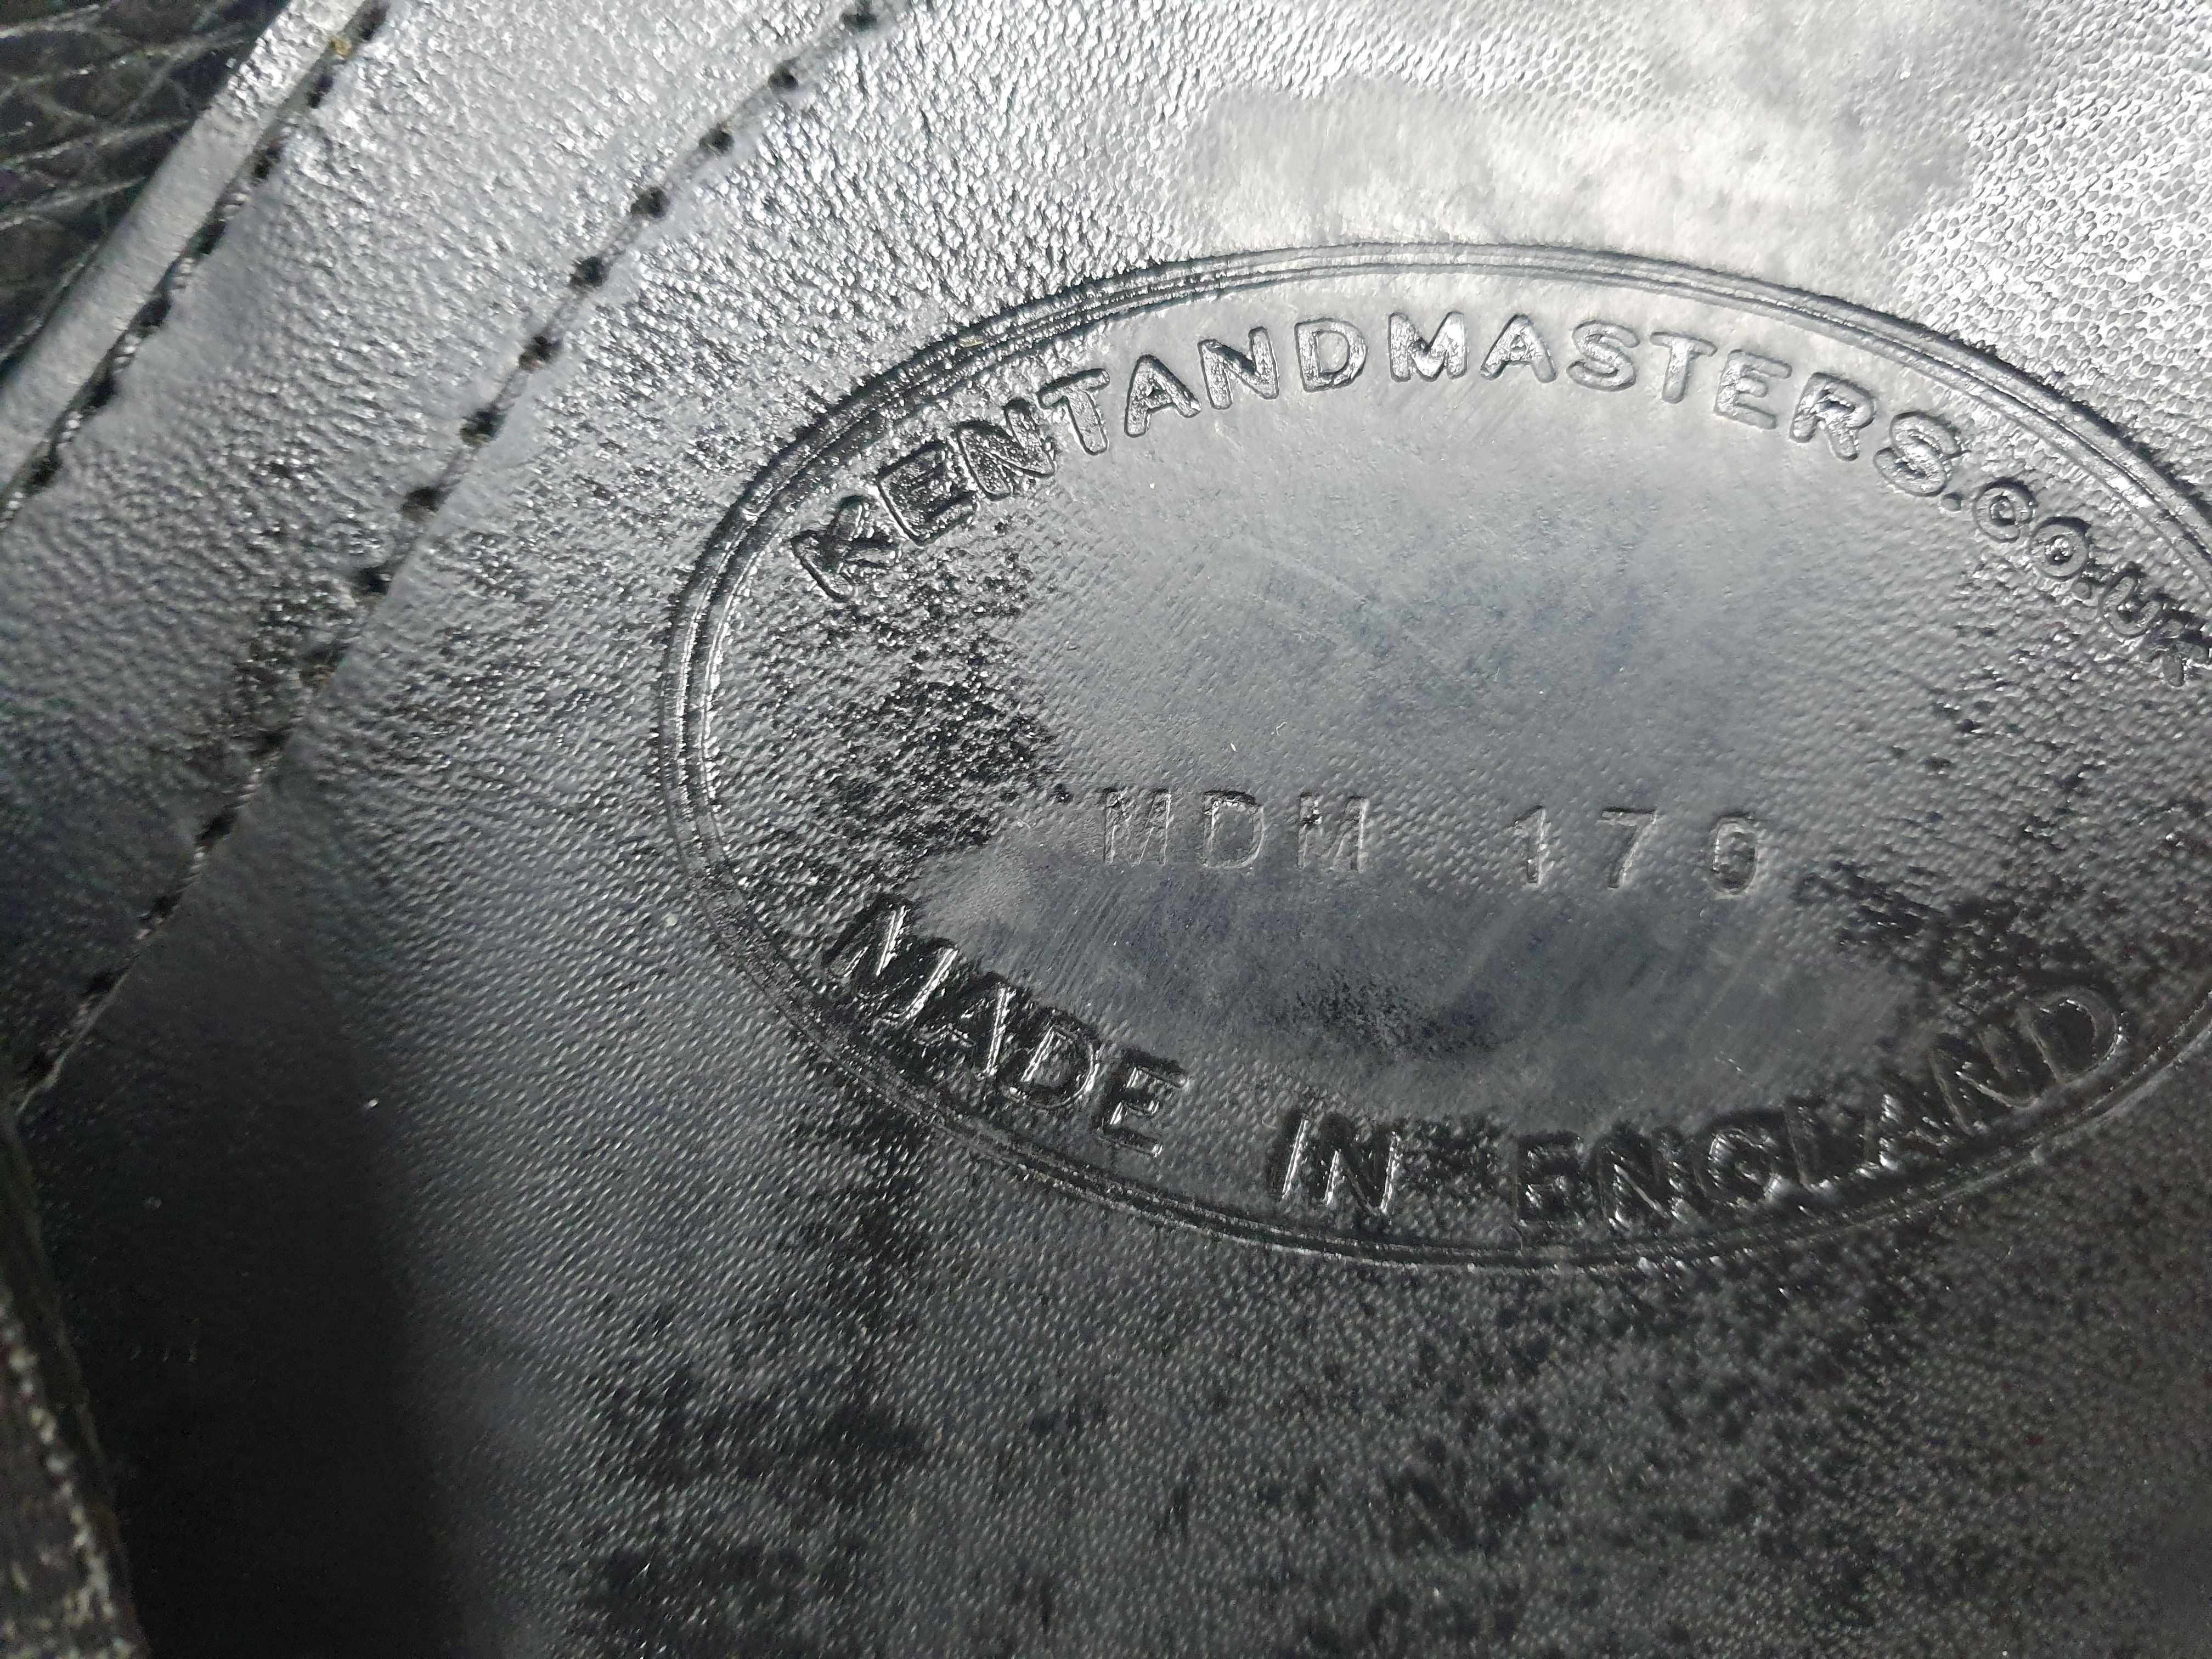 KENTANDMASTERS.CO.UK
MDM 170
MADE IN ENGLAND